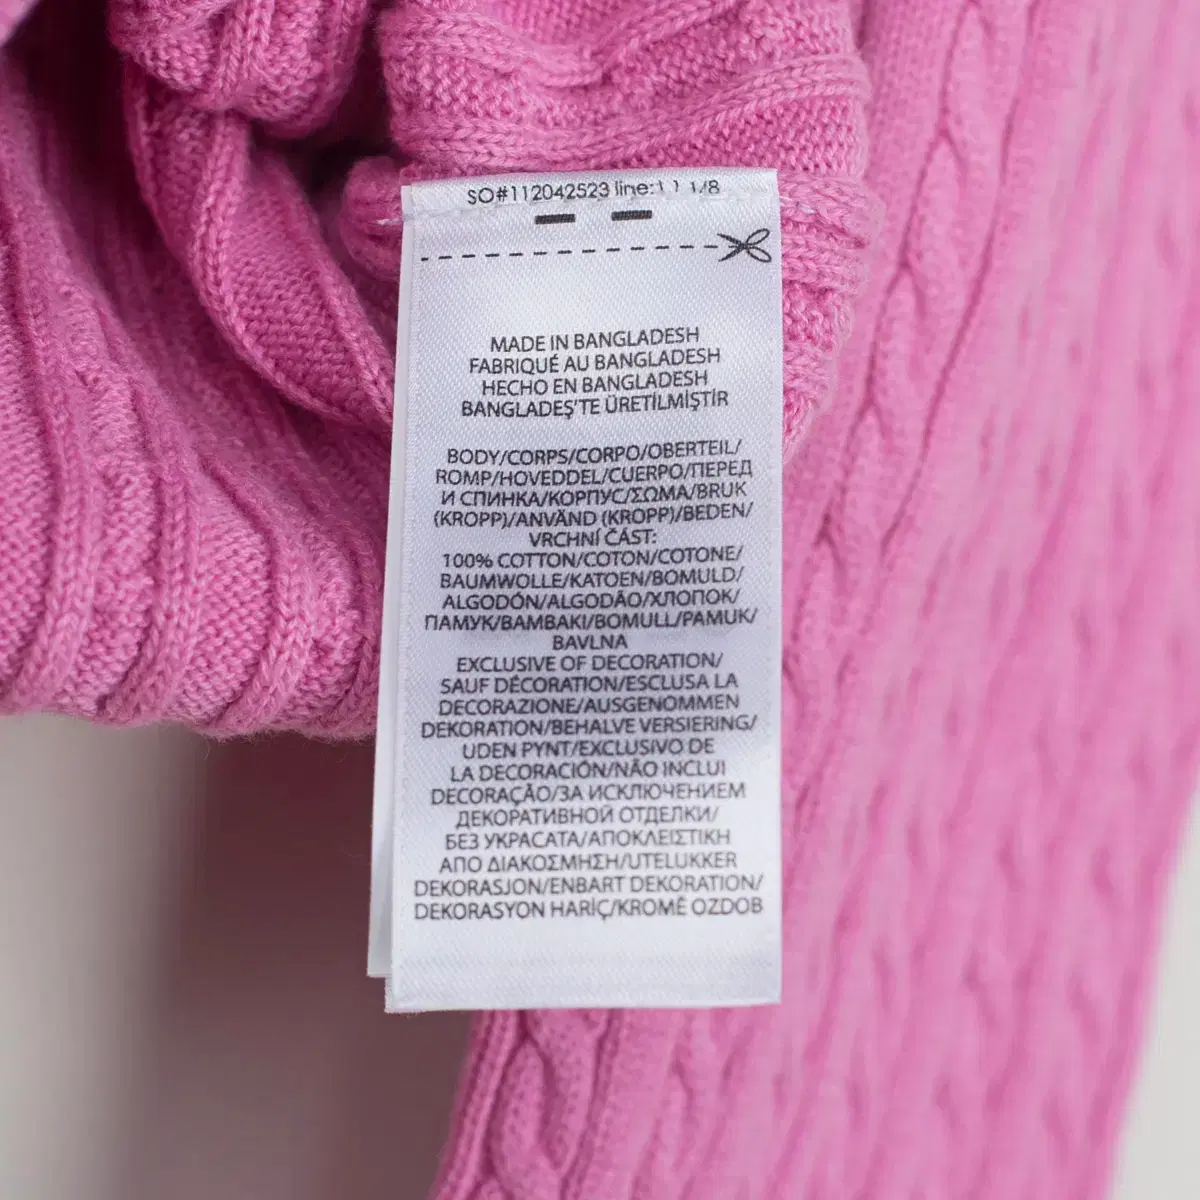 SO#112042523 line:1 1 1/8
MADE IN BANGLADESH
FABRIQUÉ AU BANGLADESH
HECHO EN BANGLADESH
BANGLADEŞ'TE ÜRETİLMİŞTİR
BODY/CORPS/CORPO/OBERTEIL/
ROMP/HOVEDDEL/CUERPO/ПЕРЕД
И СПИНКА/КОРПУС/ΣΩΜΑ/BRUK
(KROPP)/ANVÄND (KROPP)/BEDEN/
VRCHNÍ ČÁST:
100% COTTON/COTON/COTONE/
BAUMWOLLE/KATOEN/BOMULD/
ALGODÓN/ALGODÃO/ХЛОПОК/
ПАМУК/ΒΑΜΒΑΚΙ/BOMULL/PAMUK/
BAVLNA
EXCLUSIVE OF DECORATION/
SAUF DÉCORATION/ESCLUSA LA
DECORAZIONE/AUSGENOMMEN
DEKORATION/BEHALVE VERSIERING/
UDEN PYNT/EXCLUSIVO DE
LA DECORACIÓN/NÃO INCLUI
DECORAÇÃO/ЗА ИСКЛЮЧЕНИЕМ
ДЕКОРАТИВНОЙ ОТДЕЛКИ/
БЕЗ УКРАСАТА/ΑΠΟΚΛΕΙΣΤΙΚΗ
ΑΠΟ ΔΙΑΚΟΣΜΗΣΗ/UTELUKKER
DEKORASJON/ENBART DEKORATION/
DEKORASYON HARİÇ/KROMĚ OZDOB